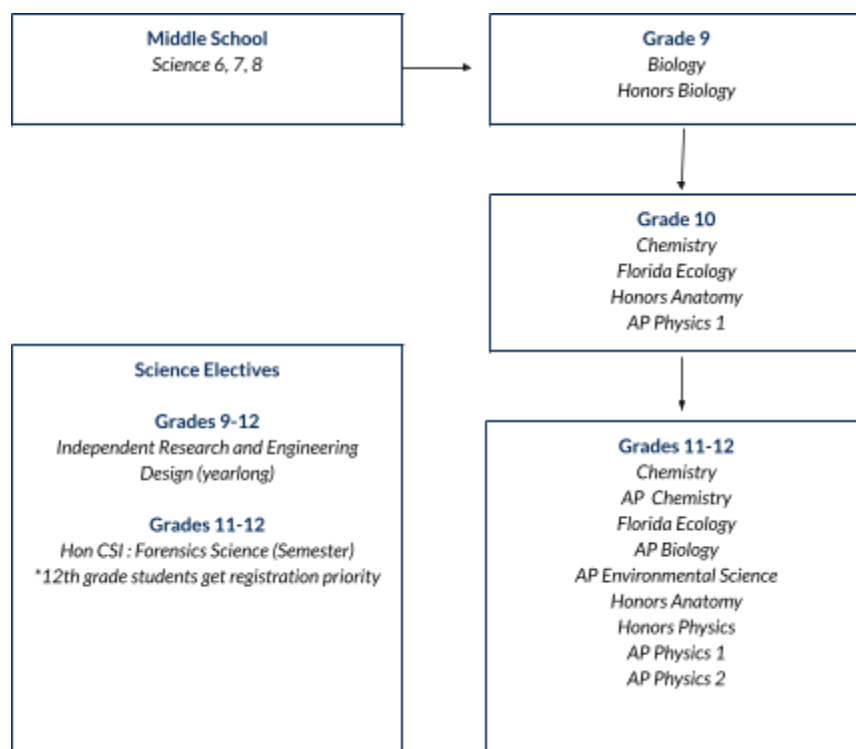 Middle School
Science 6, 7, 8
Grade 9
Biology
Honors Biology
Grade 10
Chemistry
Florida Ecology
Honors Anatomy
AP Physics 1
Science Electives
Grades 9-12
Independent Research and Engineering
Design (yearlong)
Grades 11-12
Hon CSI : Forensics Science (Semester)
*12th grade students get registration priority
Grades 11-12
Chemistry
AP Chemistry
Florida Ecology
AP Biology
AP Environmental Science
Honors Anatomy
Honors Physics
AP Physics 1
AP Physics 2